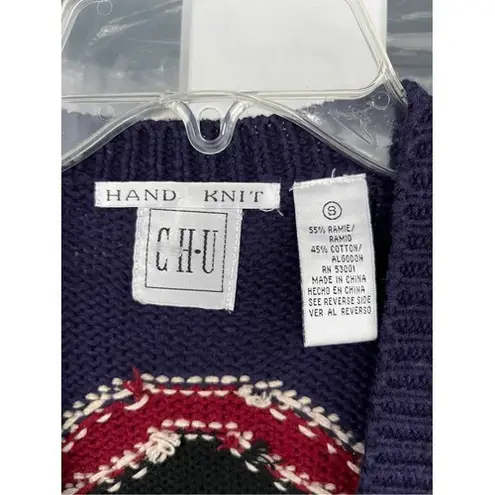 HAND KNIT
CH-U
S
55% RAMIE/
RAMIO
45% COTTON/
ALGODON
RN 53001
MADE IN CHINA
HECHO EN CHINA
SEE REVERSE SIDE
VER AL REVERSO